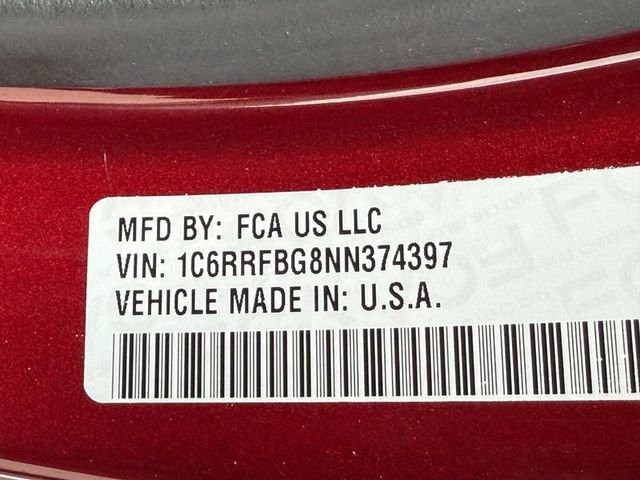 MFD BY: FCA US LLC
VIN: 1C6RRFBG8NN374397
VEHICLE MADE IN: U.S.A.